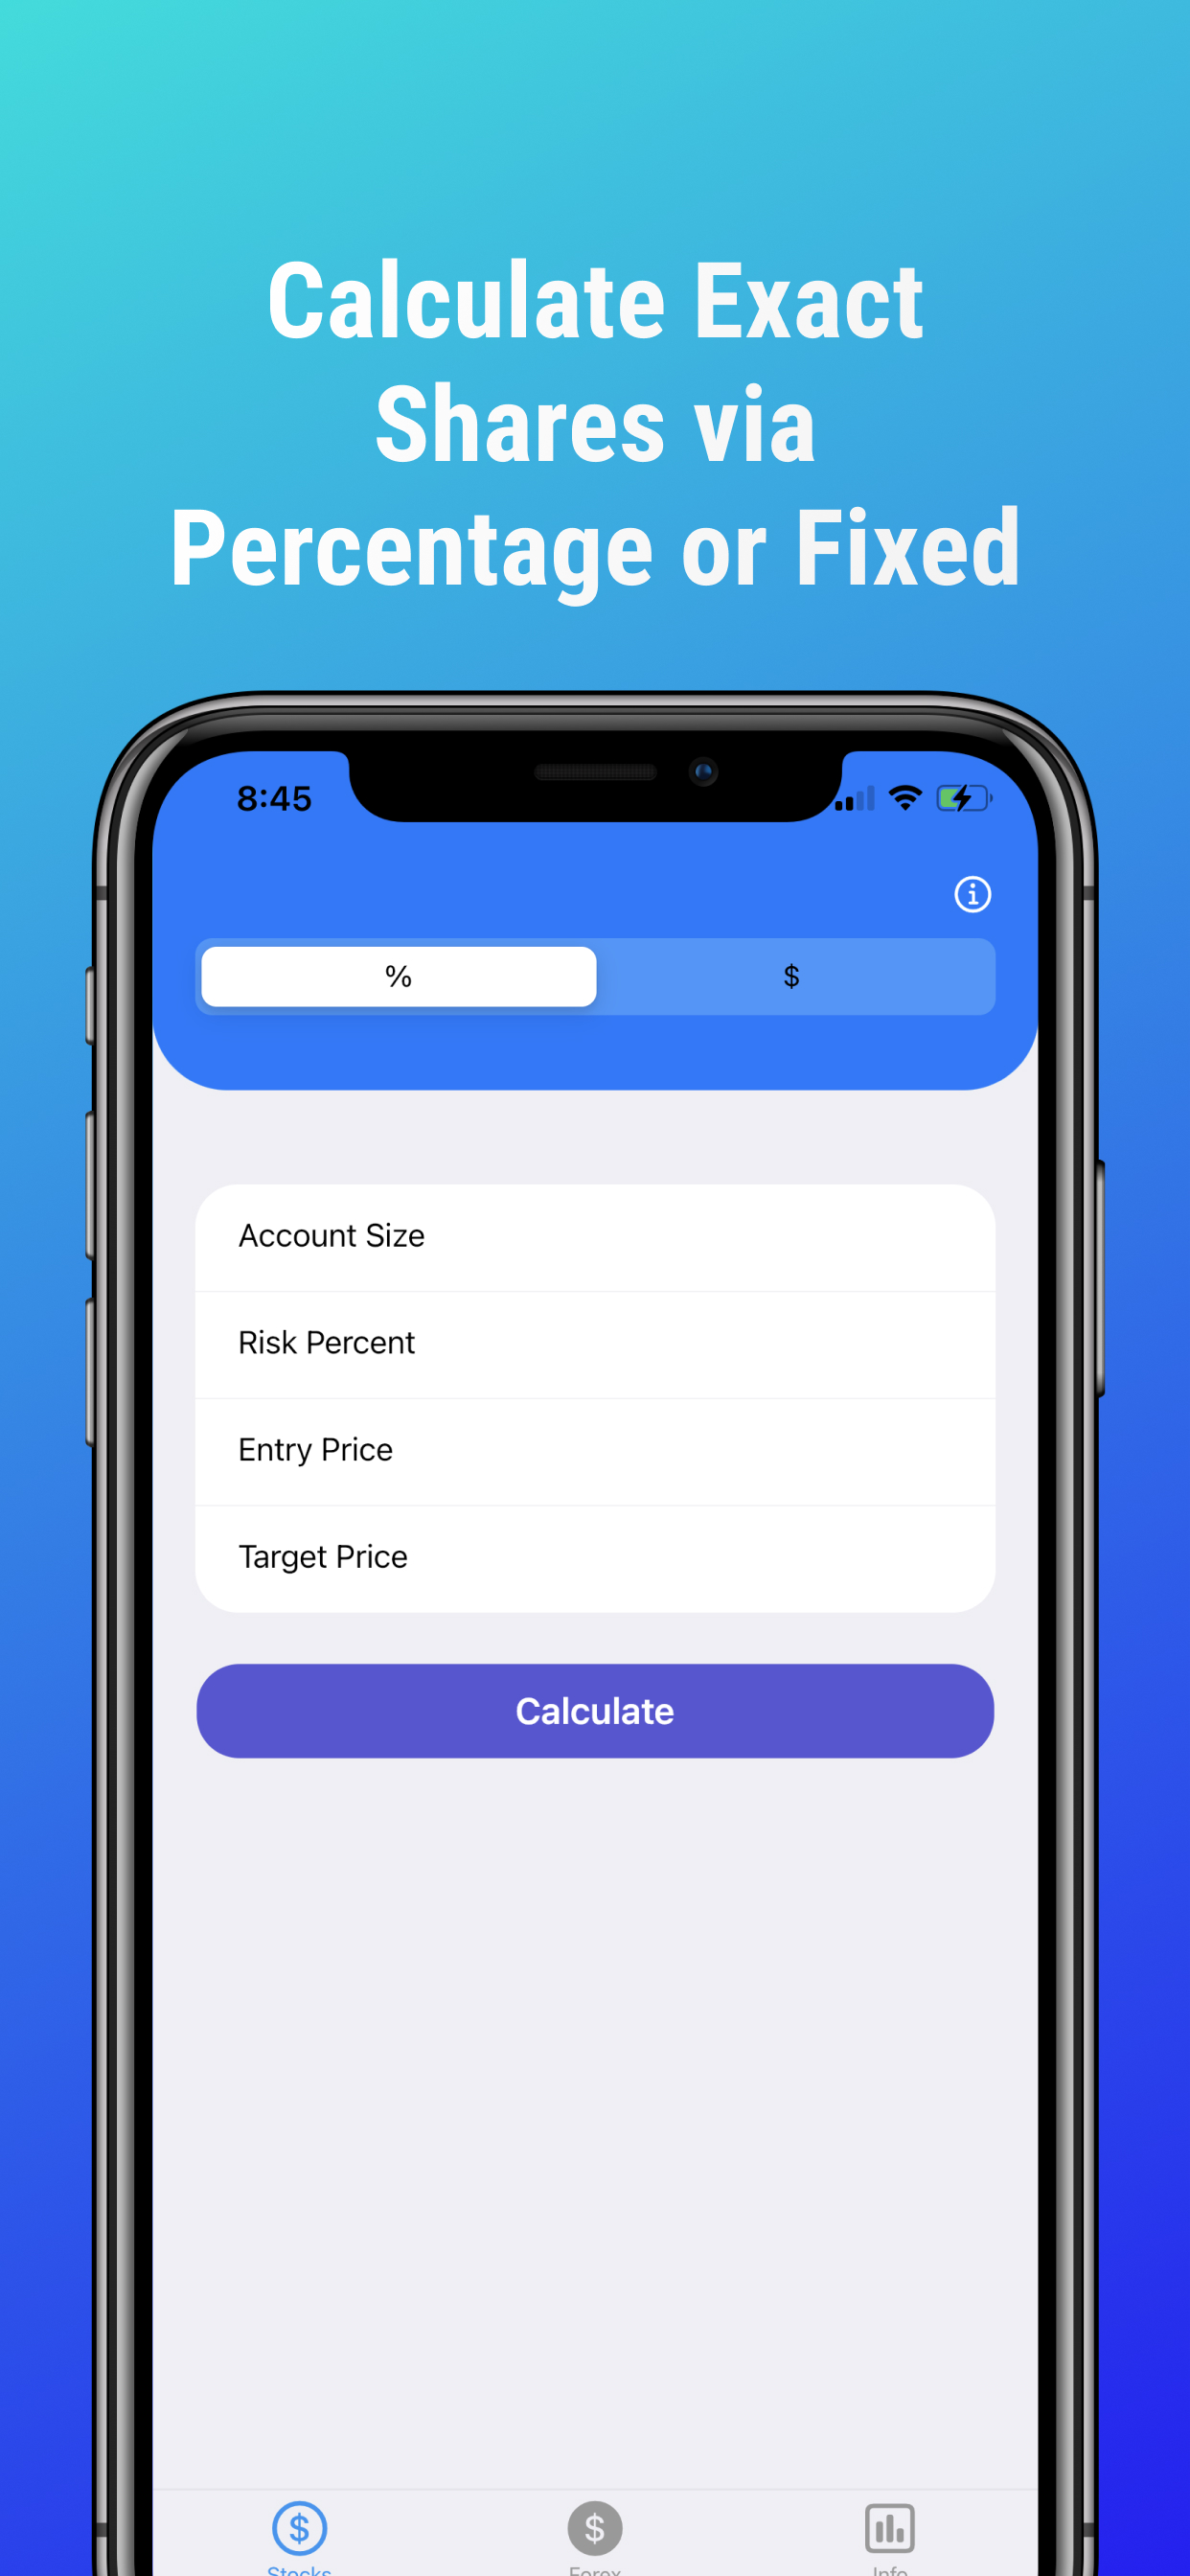 Calculate Exact
Shares via
Percentage or Fixed
8:45
% $
Account Size
Risk Percent
Entry Price
Target Price
Calculate
Stocks Forex Info